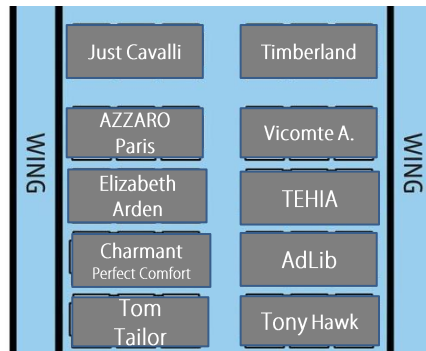 Just Cavalli
Timberland
AZZARO
Paris
Vicomte A.
WING
WING
Elizabeth
Arden
TEHIA
Charmant
Perfect Comfort
AdLib
Tom
Tailor
Tony Hawk